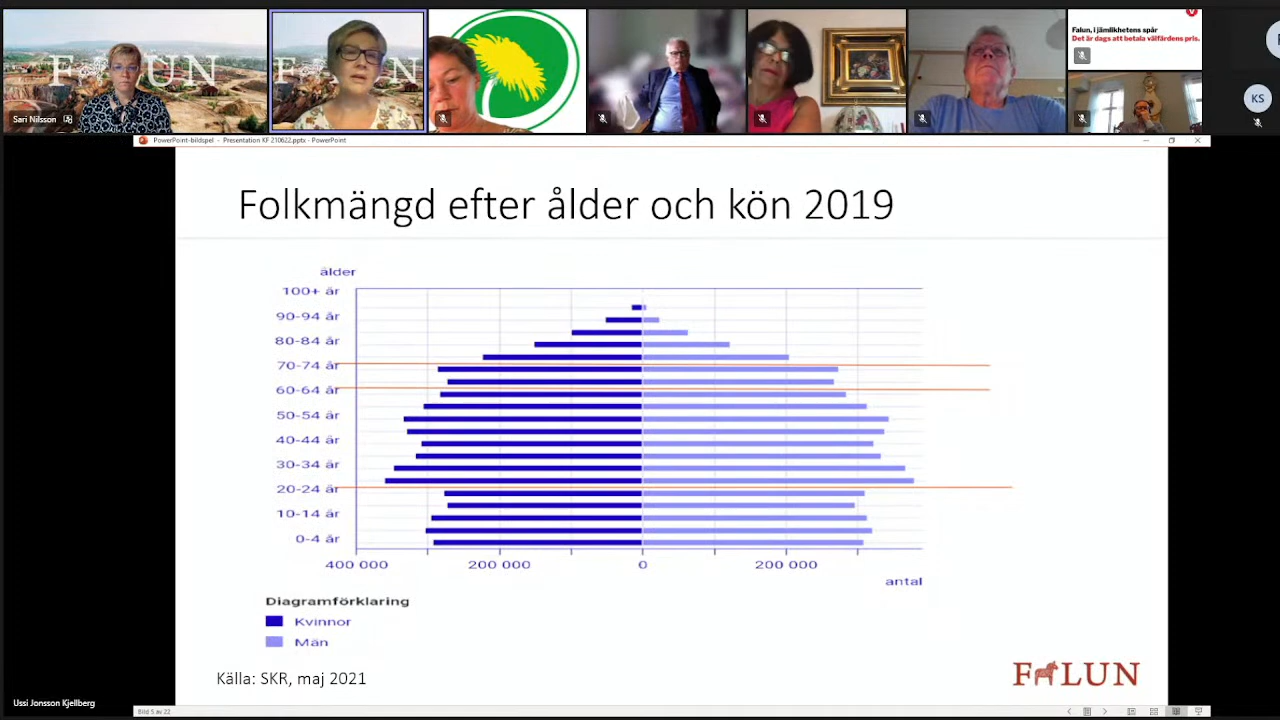 FALUN
FALUN
Falun, i jämlikhetens spår
Det är dags att betala välfärdens pris.
Sari Nilsson
KS
PowerPoint-bildspel - Presentation KF 210622.pptx - PowerPoint
Folkmängd efter ålder och kön 2019
ålder
100+ år
90-94 år
80-84 år
70-74 år
60-64 år
50-54 år
40-44 år
30-34 år
20-24 år
10-14 år
0-4 år
400 000 200 000 0 200 000
antal
Diagramförklaring
Kvinnor
Män
Källa: SKR, maj 2021
FALUN
Ussi Jonsson Kjellberg
Bild 5 av 22